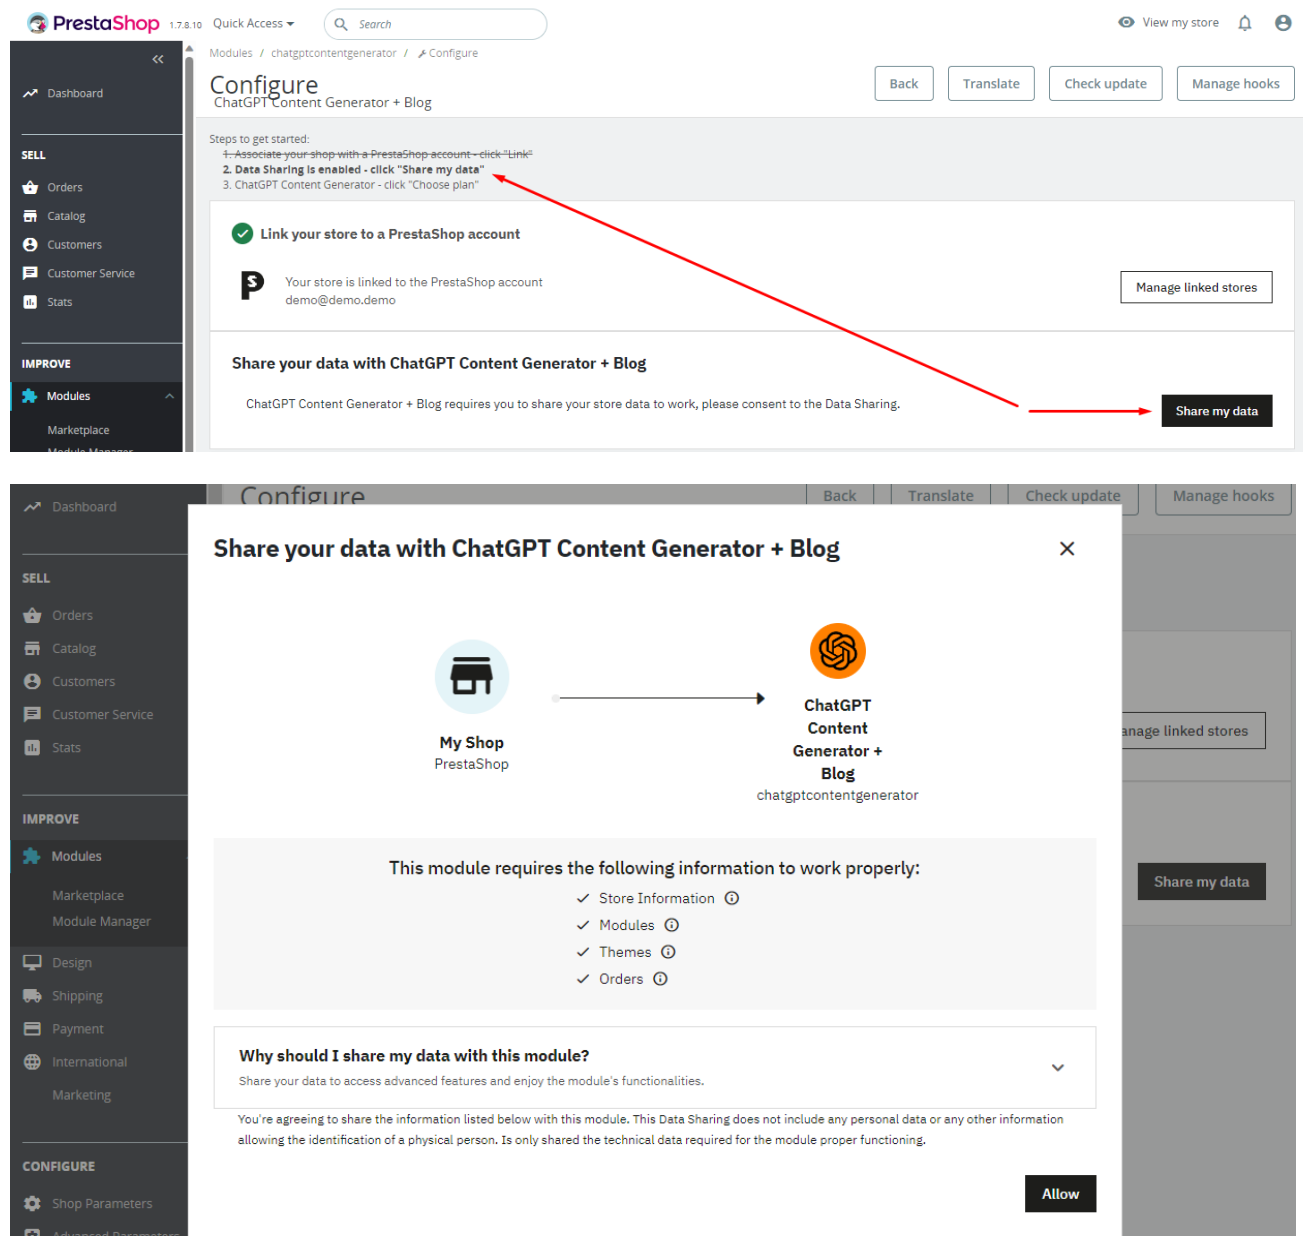 PrestaShop 1.7.8.10 Quick Access Search View my store
Modules / chatgptcontentgenerator / Configure
Configure
ChatGPT Content Generator + Blog
Back Translate Check update Manage hooks
Dashboard
SELL
Orders
Catalog
Customers
Customer Service
Stats
IMPROVE
Modules
Marketplace
Module Manager
Steps to get started:
1. Associate your shop with a PrestaShop account - click "Link"
2. Data Sharing is enabled - click "Share my data"
3. ChatGPT Content Generator - click "Choose plan"
Link your store to a PrestaShop account
Your store is linked to the PrestaShop account
demo@demo.demo
Manage linked stores
Share your data with ChatGPT Content Generator + Blog
ChatGPT Content Generator + Blog requires you to share your store data to work, please consent to the Data Sharing.
Share my data
Configure
Back Translate Check update Manage hooks
Dashboard
SELL
Orders
Catalog
Customers
Customer Service
Stats
IMPROVE
Modules
Marketplace
Module Manager
Design
Shipping
Payment
International
Marketing
CONFIGURE
Shop Parameters
Advanced Parameters
Share your data with ChatGPT Content Generator + Blog
My Shop
PrestaShop
ChatGPT
Content
Generator +
Blog
chatgptcontentgenerator
This module requires the following information to work properly:
Store Information
Modules
Themes
Orders
Why should I share my data with this module?
Share your data to access advanced features and enjoy the module's functionalities.
You're agreeing to share the information listed below with this module. This Data Sharing does not include any personal data or any other information
allowing the identification of a physical person. Is only shared the technical data required for the module proper functioning.
Allow
anage linked stores
Share my data